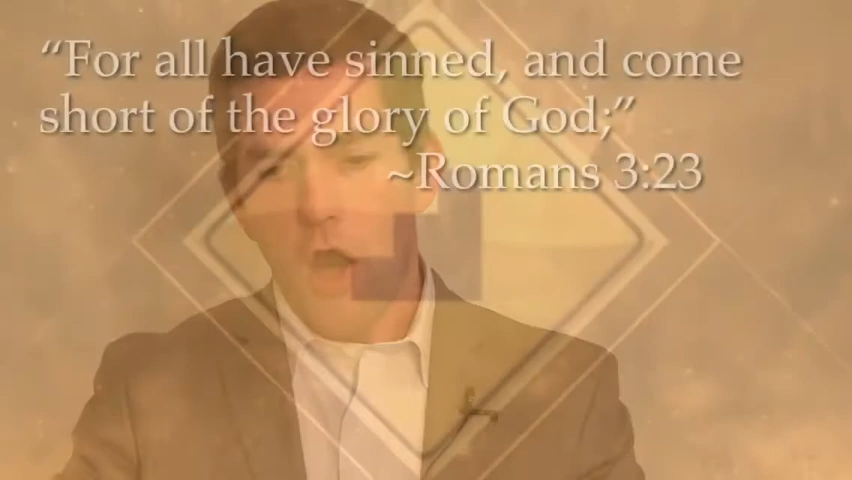 “For all have sinned, and come
short of the glory of God;”
~Romans 3:23